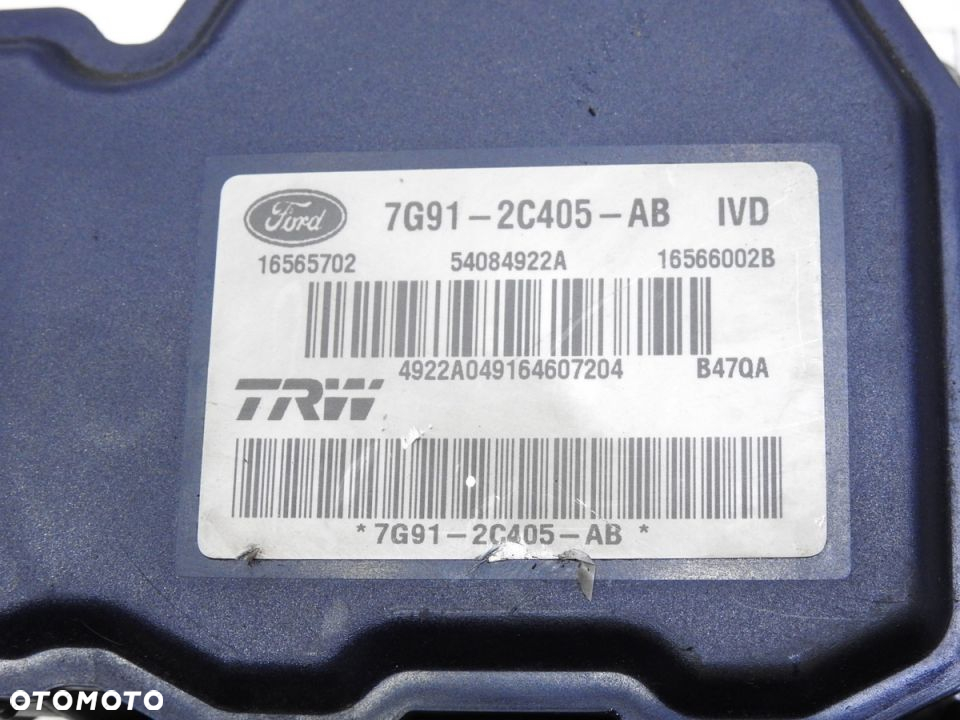 Ford 7G91-2C405-AB IVD
16565702 54084922A 16566002B
4922A049164607204 B47QA
TRW
*7G91-2C405-AB*
OTOMOTO